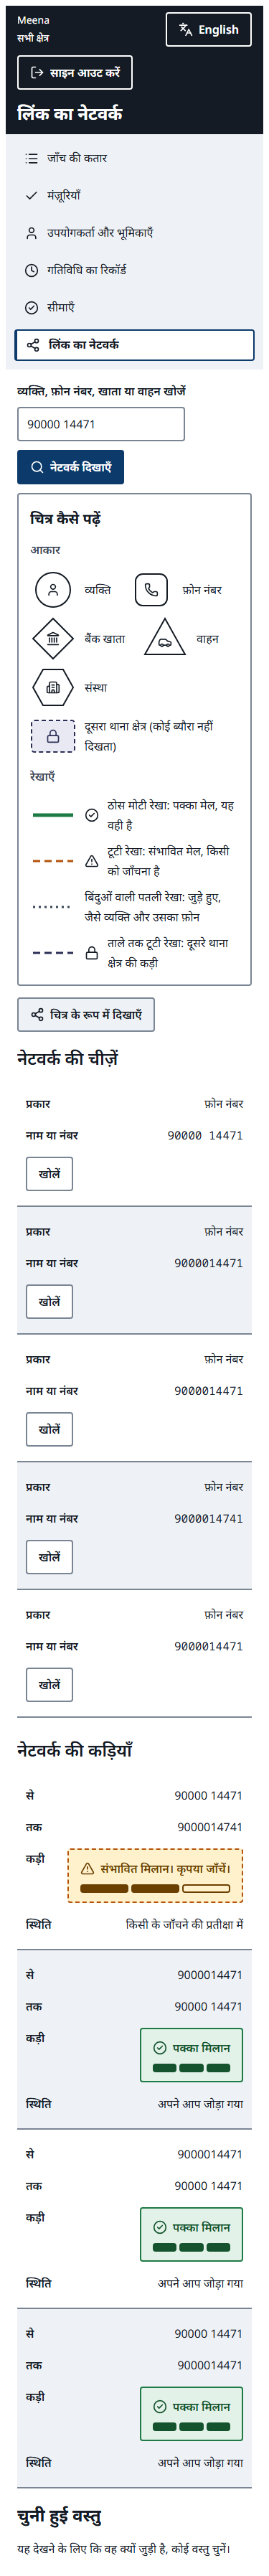 Meena
सभी क्षेत्र
English
साइन आउट करें
लिंक का नेटवर्क
जाँच की कतार
मंज़ूरियाँ
उपयोगकर्ता और भूमिकाएँ
गतिविधि का रिकॉर्ड
सीमाएँ
लिंक का नेटवर्क
व्यक्ति, फ़ोन नंबर, खाता या वाहन खोजें
90000 14471
नेटवर्क दिखाएँ
चित्र कैसे पढ़ें
आकार
व्यक्ति
फ़ोन नंबर
बैंक खाता
वाहन
संस्था
दूसरा थाना क्षेत्र (कोई ब्यौरा नहीं
दिखता)
रेखाएँ
ठोस मोटी रेखा: पक्का मेल, यह
वही है
टूटी रेखा: संभावित मेल, किसी
को जाँचना है
बिंदुओं वाली पतली रेखा: जुड़े हुए,
जैसे व्यक्ति और उसका फ़ोन
ताले तक टूटी रेखा: दूसरे थाना
क्षेत्र की कड़ी
चित्र के रूप में दिखाएँ
नेटवर्क की चीज़ें
प्रकार फ़ोन नंबर
नाम या नंबर 90000 14471
खोलें
प्रकार फ़ोन नंबर
नाम या नंबर 9000014471
खोलें
प्रकार फ़ोन नंबर
नाम या नंबर 9000014471
खोलें
प्रकार फ़ोन नंबर
नाम या नंबर 9000014741
खोलें
प्रकार फ़ोन नंबर
नाम या नंबर 9000014471
खोलें
नेटवर्क की कड़ियाँ
से 90000 14471
तक 9000014741
कड़ी संभावित मिलान। कृपया जाँचें।
स्थिति किसी के जाँचने की प्रतीक्षा में
से 9000014471
तक 90000 14471
कड़ी पक्का मिलान
स्थिति अपने आप जोड़ा गया
से 9000014471
तक 90000 14471
कड़ी पक्का मिलान
स्थिति अपने आप जोड़ा गया
से 90000 14471
तक 9000014471
कड़ी पक्का मिलान
स्थिति अपने आप जोड़ा गया
चुनी हुई वस्तु
यह देखने के लिए कि वह क्यों जुड़ी है, कोई वस्तु चुनें।